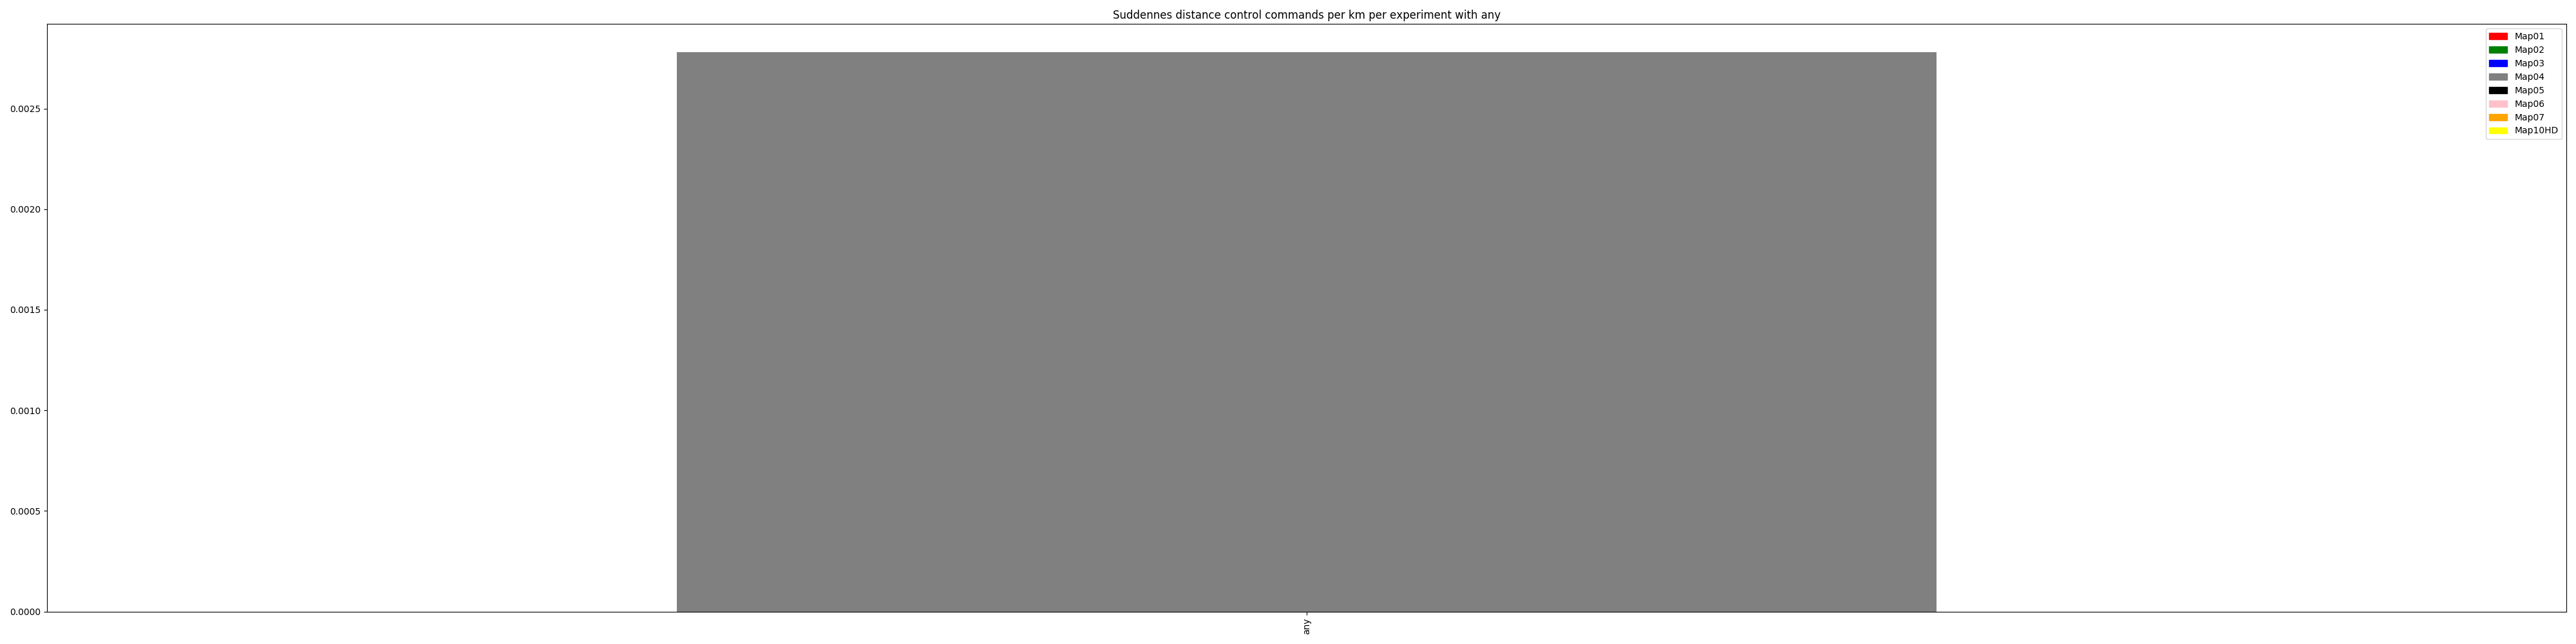 Suddennes distance control commands per km per experiment with any
Map01
Map02
Map03
Map04
Map05
Map06
Map07
Map10HD
0.0025
0.0020
0.0015
0.0010
0.0005
0.0000
any